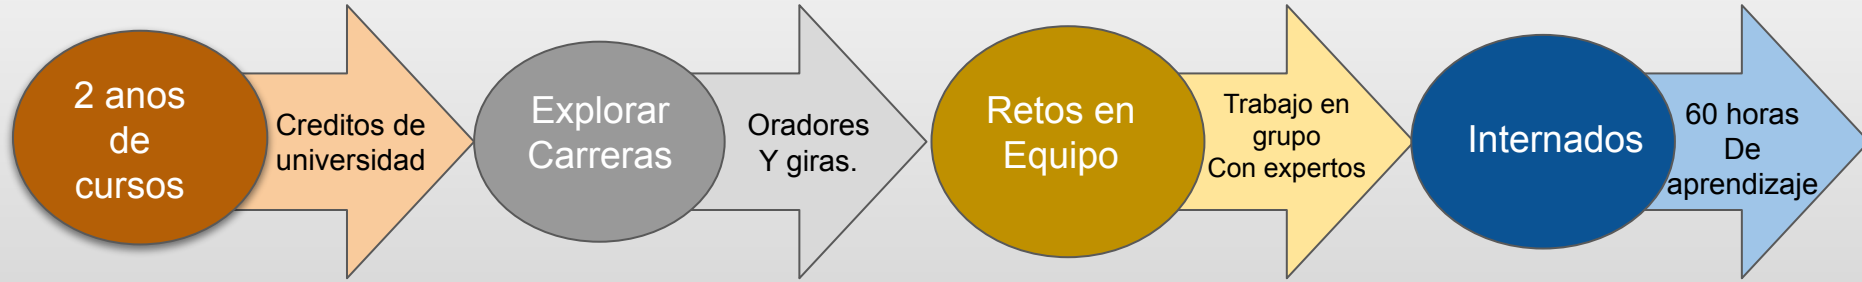 2 anos
de
cursos
Creditos de
universidad
Explorar
Carreras
Oradores
Y giras.
Retos en
Equipo
Trabajo en
grupo
Con expertos
Internados
60 horas
De
aprendizaje